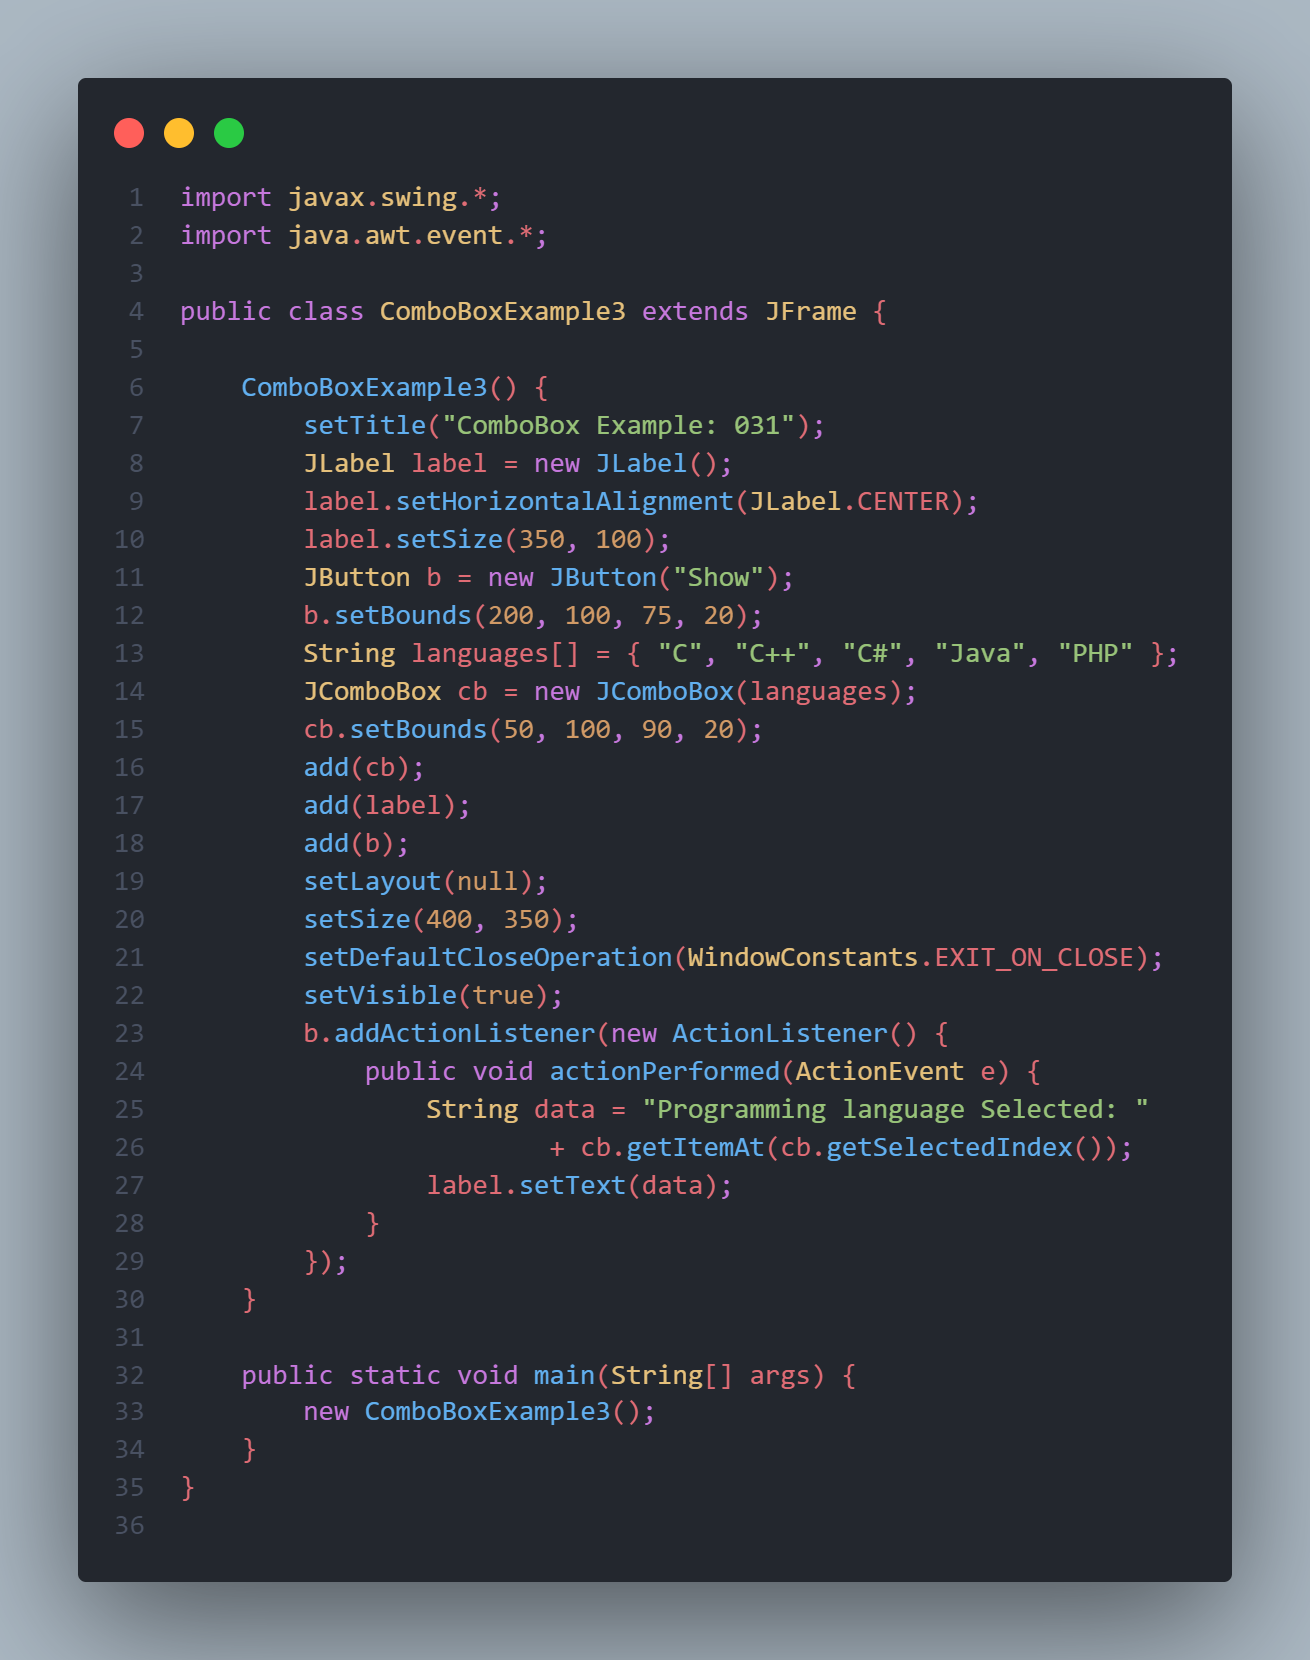 1 import javax.swing.*;
2 import java.awt.event.*;
3
4 public class ComboBoxExample3 extends JFrame {
5
6     ComboBoxExample3() {
7         setTitle("ComboBox Example: 031");
8         JLabel label = new JLabel();
9         label.setHorizontalAlignment(JLabel.CENTER);
10         label.setSize(350, 100);
11         JButton b = new JButton("Show");
12         b.setBounds(200, 100, 75, 20);
13         String languages[] = { "C", "C++", "C#", "Java", "PHP" };
14         JComboBox cb = new JComboBox(languages);
15         cb.setBounds(50, 100, 90, 20);
16         add(cb);
17         add(label);
18         add(b);
19         setLayout(null);
20         setSize(400, 350);
21         setDefaultCloseOperation(WindowConstants.EXIT_ON_CLOSE);
22         setVisible(true);
23         b.addActionListener(new ActionListener() {
24             public void actionPerformed(ActionEvent e) {
25                 String data = "Programming language Selected: "
26                         + cb.getItemAt(cb.getSelectedIndex());
27                 label.setText(data);
28             }
29         });
30     }
31
32     public static void main(String[] args) {
33         new ComboBoxExample3();
34     }
35 }
36